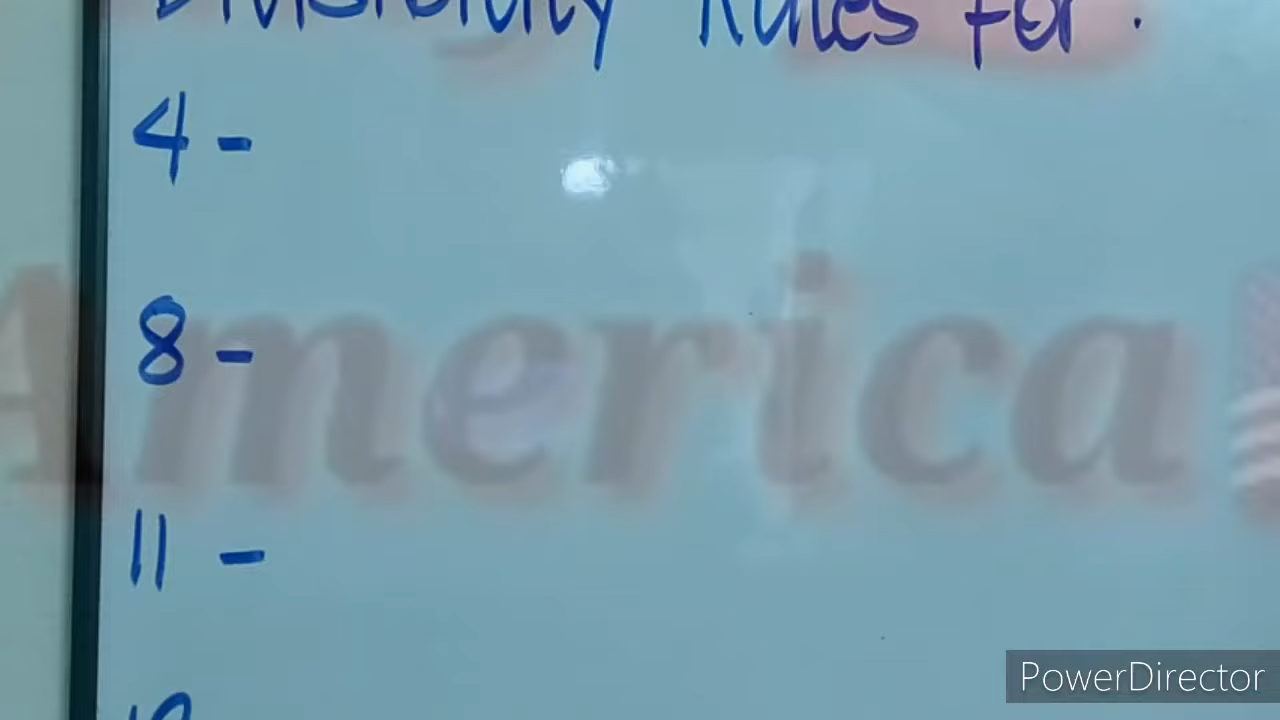 Divisibility Rules for :
4 -
8 -
America
11 -
PowerDirector